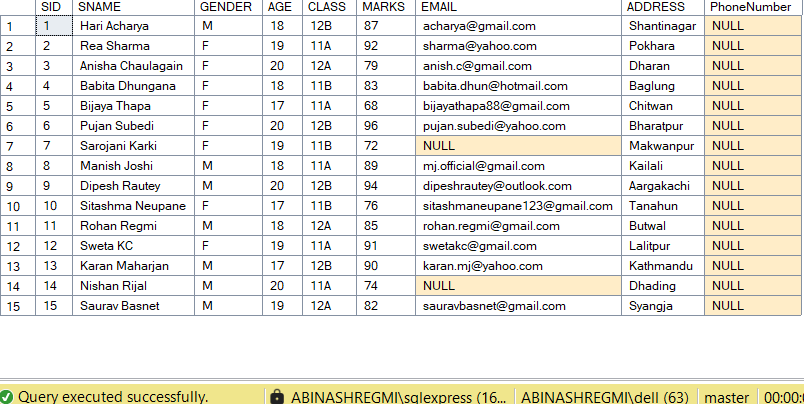 SID SNAME GENDER AGE CLASS MARKS EMAIL ADDRESS PhoneNumber
1 1 Hari Acharya M 18 12B 87 acharya@gmail.com Shantinagar NULL
2 2 Rea Sharma F 19 11A 92 sharma@yahoo.com Pokhara NULL
3 3 Anisha Chaulagain F 20 12A 79 anish.c@gmail.com Dharan NULL
4 4 Babita Dhungana F 18 11B 83 babita.dhun@hotmail.com Baglung NULL
5 5 Bijaya Thapa F 17 11A 68 bijayathapa88@gmail.com Chitwan NULL
6 6 Pujan Subedi F 20 12B 96 pujan.subedi@yahoo.com Bharatpur NULL
7 7 Sarojani Karki F 19 11B 72 NULL Makwanpur NULL
8 8 Manish Joshi M 18 11A 89 mj.official@gmail.com Kailali NULL
9 9 Dipesh Rautey M 20 12B 94 dipeshrautey@outlook.com Aargakachi NULL
10 10 Sitashma Neupane F 17 11B 76 sitashmaneupane123@gmail.com Tanahun NULL
11 11 Rohan Regmi M 18 12A 85 rohan.regmi@gmail.com Butwal NULL
12 12 Sweta KC F 19 11A 91 swetakc@gmail.com Lalitpur NULL
13 13 Karan Maharjan M 17 12B 90 karan.mj@yahoo.com Kathmandu NULL
14 14 Nishan Rijal M 20 11A 74 NULL Dhading NULL
15 15 Saurav Basnet M 19 12A 82 sauravbasnet@gmail.com Syangja NULL
Query executed successfully. ABINASHREGMI\sqlexpress (16... ABINASHREGMI\dell (63) master 00:00: